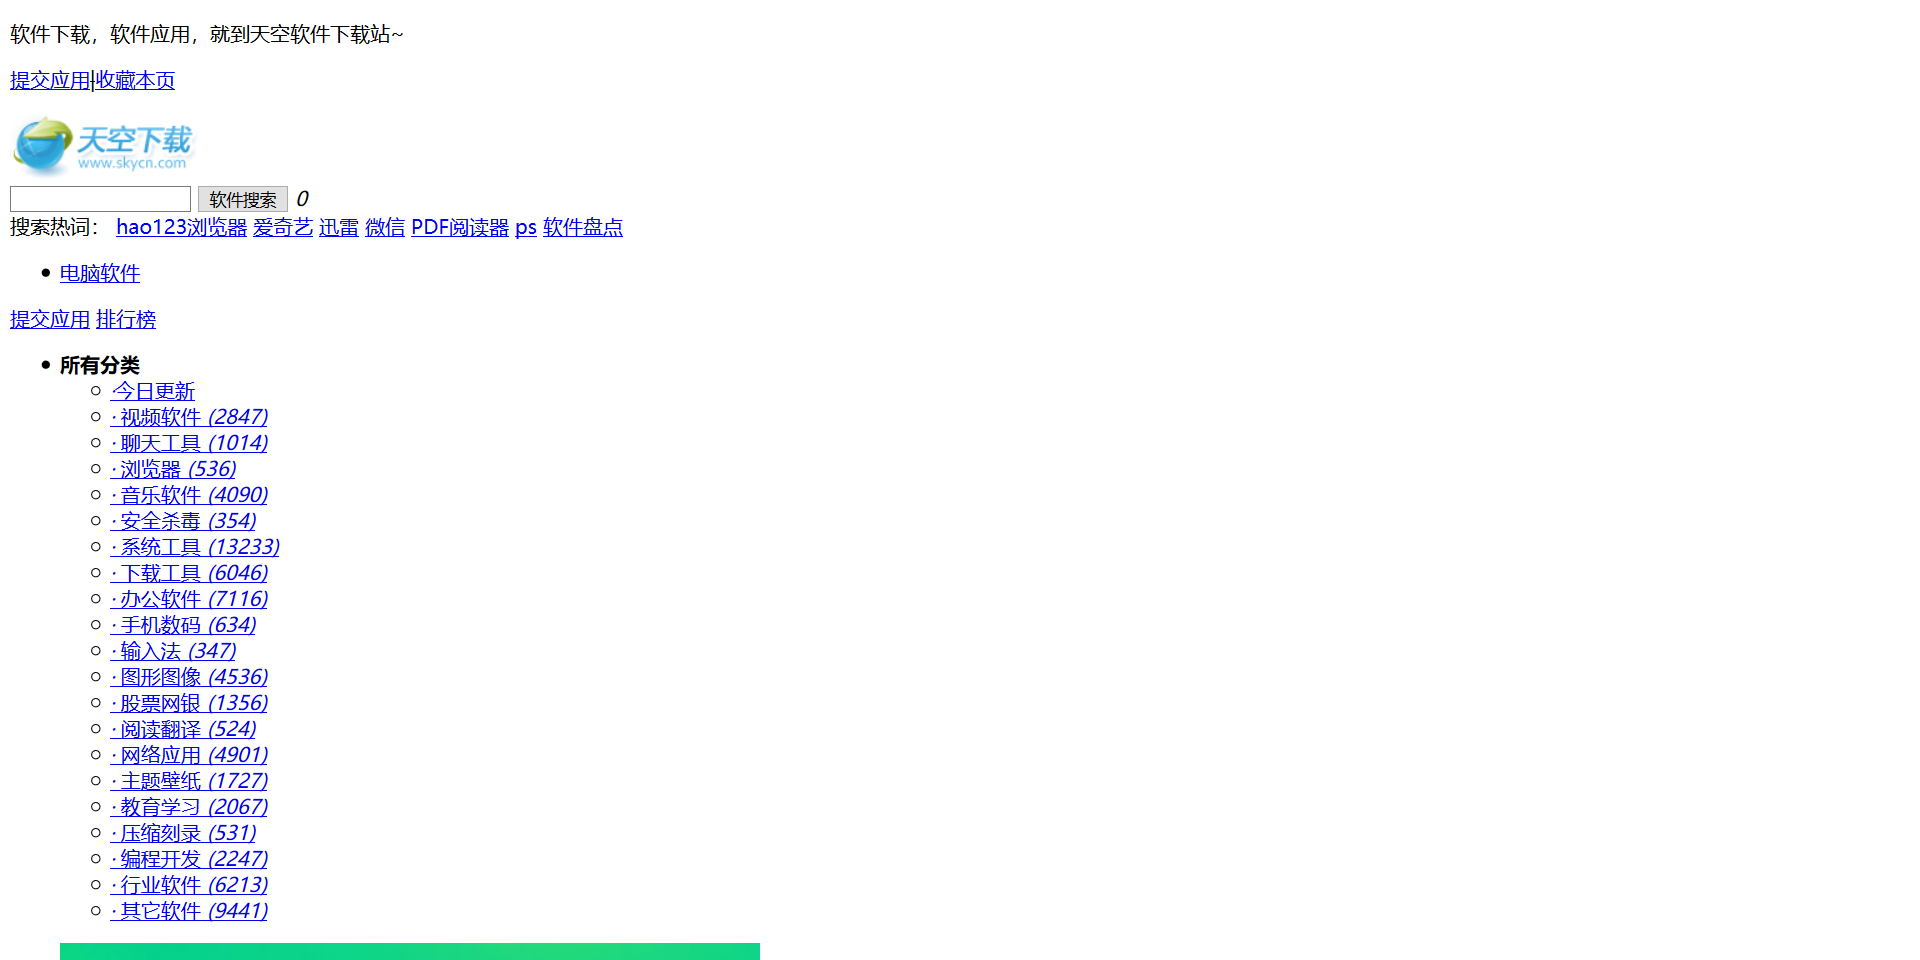 软件下载，软件应用，就到天空软件下载站~
提交应用|收藏本页
天空下载
www.skycn.com
软件搜索 0
搜索热词： hao123浏览器 爱奇艺 迅雷 微信 PDF阅读器 ps 软件盘点
电脑软件
提交应用 排行榜
所有分类
·今日更新
· 视频软件 (2847)
· 聊天工具 (1014)
· 浏览器 (536)
· 音乐软件 (4090)
· 安全杀毒 (354)
· 系统工具 (13233)
· 下载工具 (6046)
· 办公软件 (7116)
· 手机数码 (634)
· 输入法 (347)
· 图形图像 (4536)
· 股票网银 (1356)
· 阅读翻译 (524)
· 网络应用 (4901)
· 主题壁纸 (1727)
· 教育学习 (2067)
· 压缩刻录 (531)
· 编程开发 (2247)
· 行业软件 (6213)
· 其它软件 (9441)